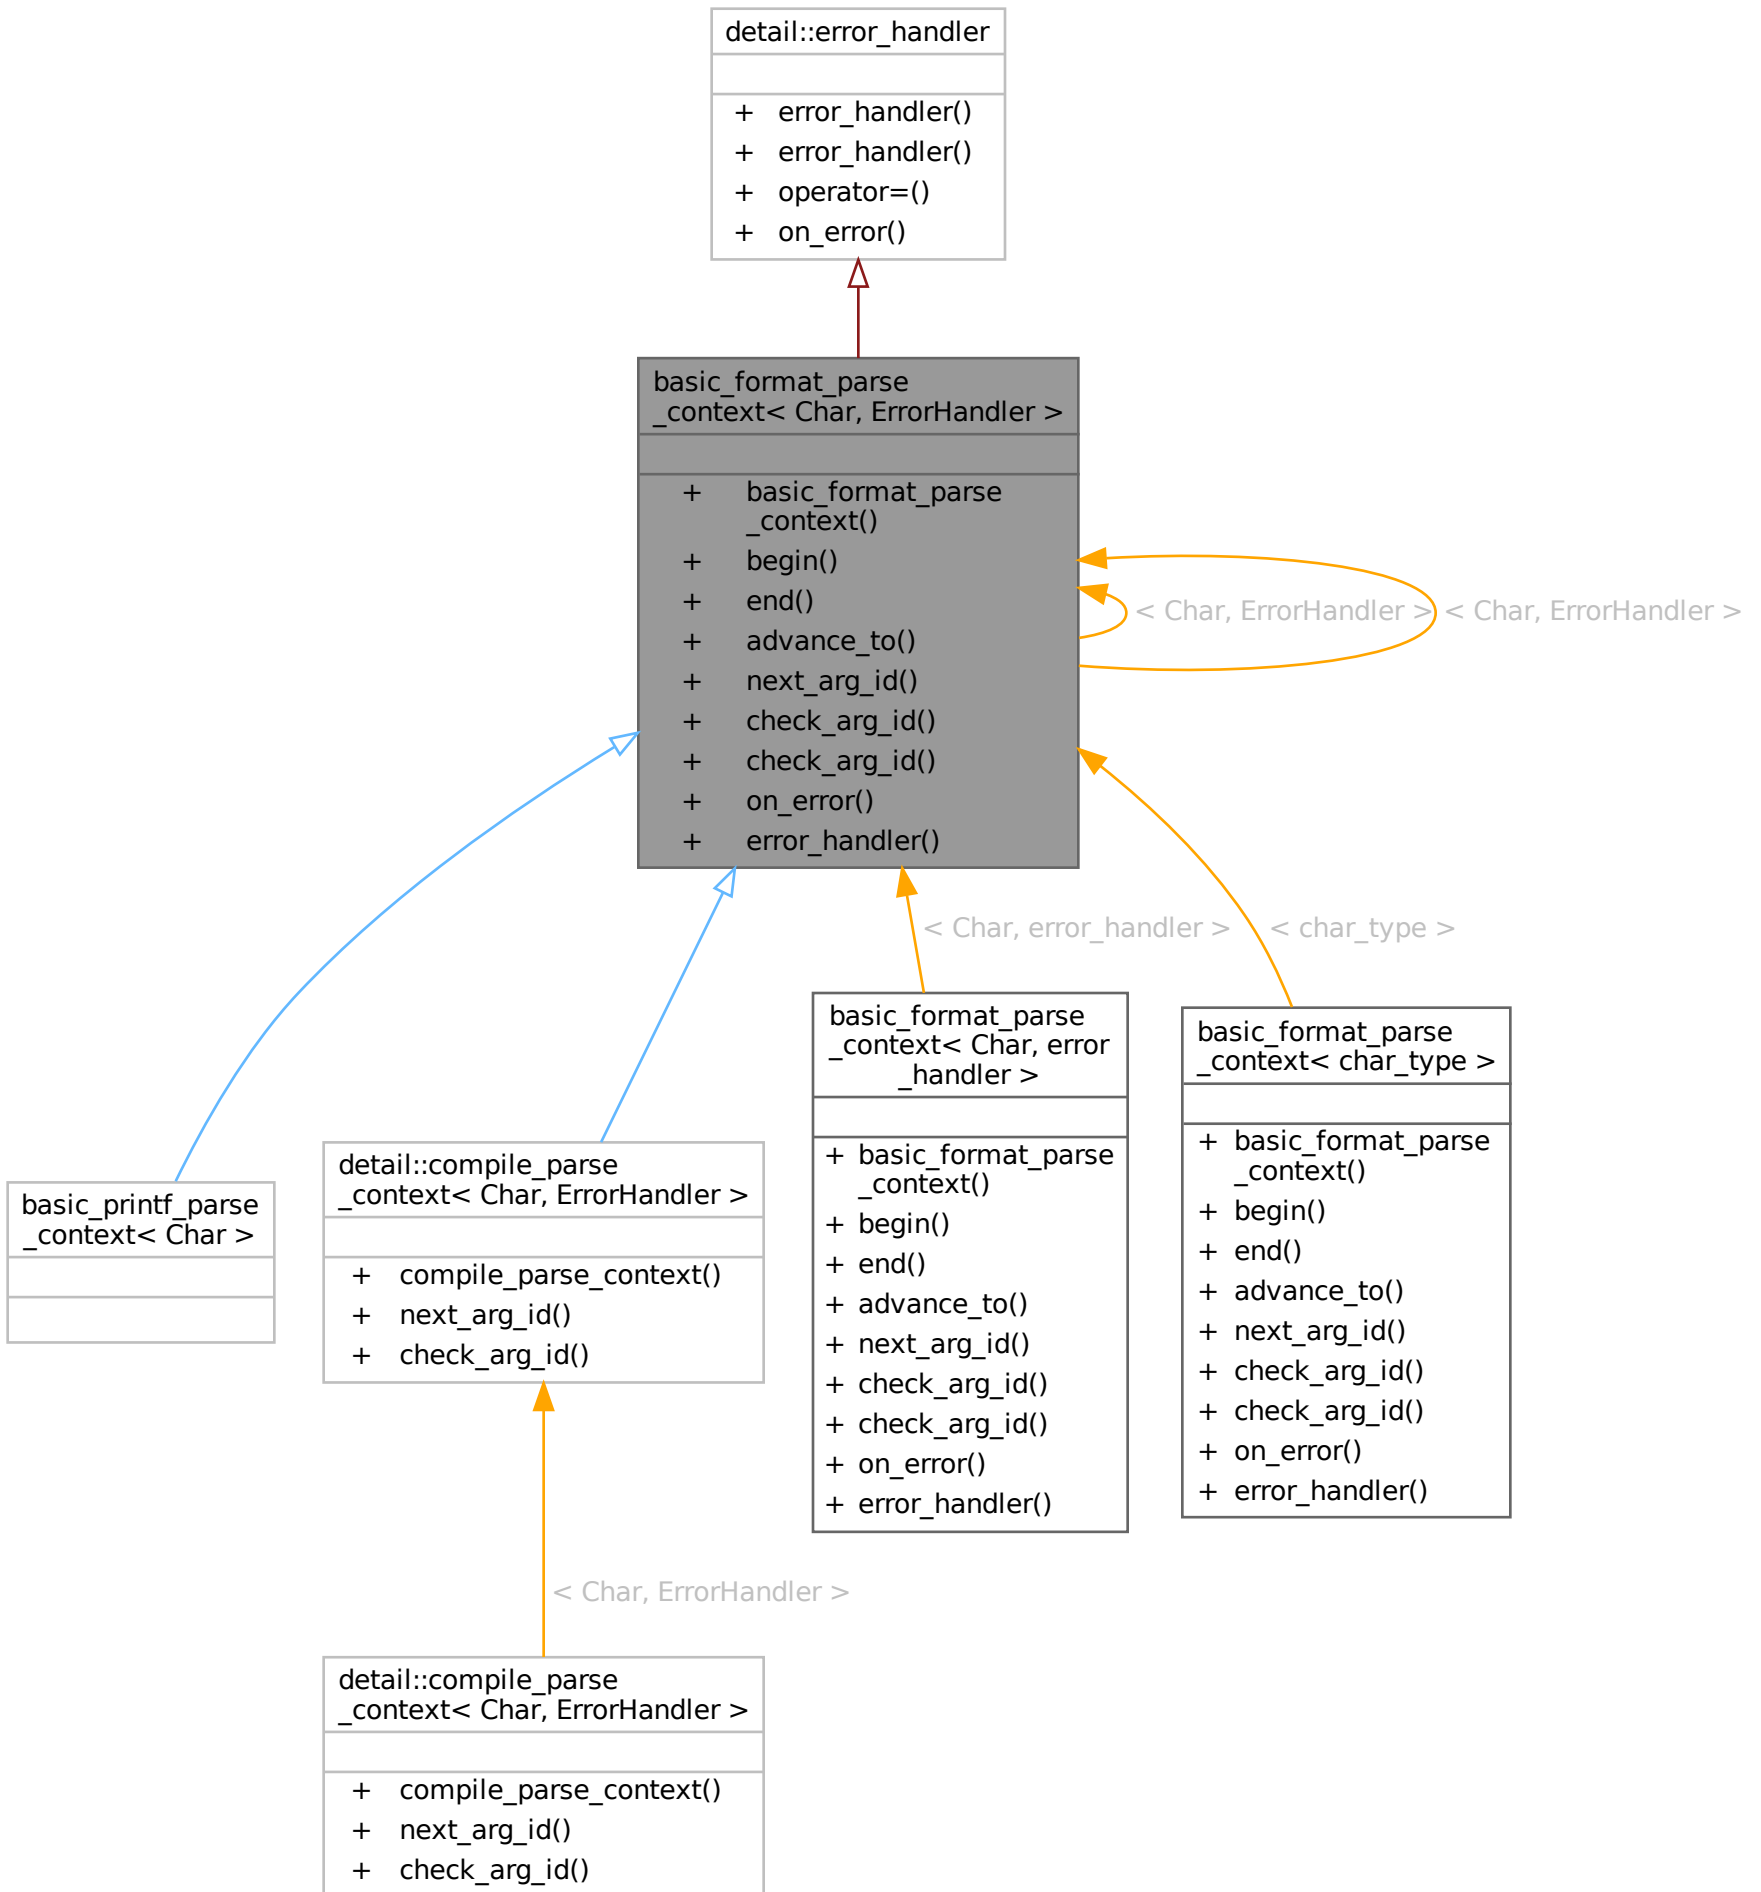 detail::error_handler
+ error_handler()
+ error_handler()
+ operator=()
+ on_error()
basic_format_parse
_context< Char, ErrorHandler >
+ basic_format_parse
_context()
+ begin()
+ end()
+ advance_to()
+ next_arg_id()
+ check_arg_id()
+ check_arg_id()
+ on_error()
+ error_handler()
< Char, ErrorHandler >
< Char, ErrorHandler >
< Char, error_handler >
< char_type >
basic_printf_parse
_context< Char >
detail::compile_parse
_context< Char, ErrorHandler >
+ compile_parse_context()
+ next_arg_id()
+ check_arg_id()
basic_format_parse
_context< Char, error
_handler >
+ basic_format_parse
_context()
+ begin()
+ end()
+ advance_to()
+ next_arg_id()
+ check_arg_id()
+ check_arg_id()
+ on_error()
+ error_handler()
basic_format_parse
_context< char_type >
+ basic_format_parse
_context()
+ begin()
+ end()
+ advance_to()
+ next_arg_id()
+ check_arg_id()
+ check_arg_id()
+ on_error()
+ error_handler()
< Char, ErrorHandler >
detail::compile_parse
_context< Char, ErrorHandler >
+ compile_parse_context()
+ next_arg_id()
+ check_arg_id()